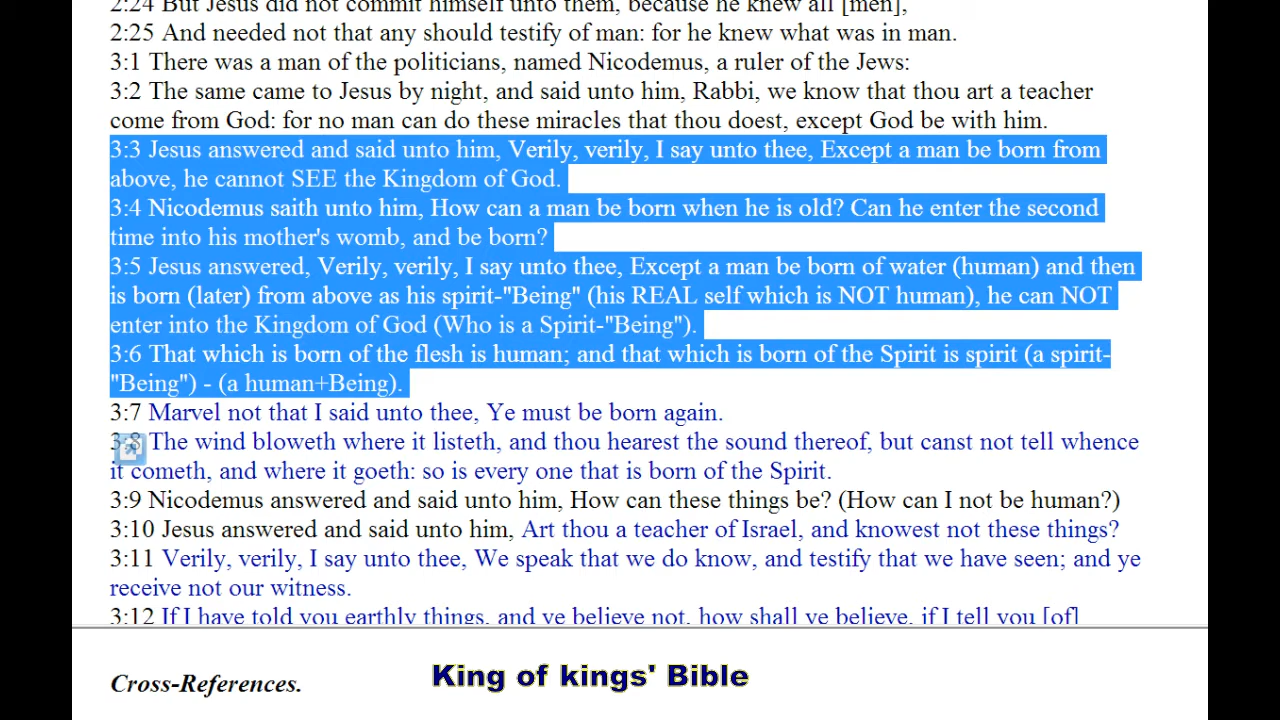 2:24 But Jesus did not commit himself unto them, because he knew all [men],
2:25 And needed not that any should testify of man: for he knew what was in man.
3:1 There was a man of the politicians, named Nicodemus, a ruler of the Jews:
3:2 The same came to Jesus by night, and said unto him, Rabbi, we know that thou art a teacher
come from God: for no man can do these miracles that thou doest, except God be with him.
3:3 Jesus answered and said unto him, Verily, verily, I say unto thee, Except a man be born from
above, he cannot SEE the Kingdom of God.
3:4 Nicodemus saith unto him, How can a man be born when he is old? Can he enter the second
time into his mother's womb, and be born?
3:5 Jesus answered, Verily, verily, I say unto thee, Except a man be born of water (human) and then
is born (later) from above as his spirit-"Being" (his REAL self which is NOT human), he can NOT
enter into the Kingdom of God (Who is a Spirit-"Being").
3:6 That which is born of the flesh is human; and that which is born of the Spirit is spirit (a spirit-
"Being") - (a human+Being).
3:7 Marvel not that I said unto thee, Ye must be born again.
3:8 The wind bloweth where it listeth, and thou hearest the sound thereof, but canst not tell whence
it cometh, and where it goeth: so is every one that is born of the Spirit.
3:9 Nicodemus answered and said unto him, How can these things be? (How can I not be human?)
3:10 Jesus answered and said unto him, Art thou a teacher of Israel, and knowest not these things?
3:11 Verily, verily, I say unto thee, We speak that we do know, and testify that we have seen; and ye
receive not our witness.
3:12 If I have told you earthly things, and ye believe not, how shall ye believe, if I tell you [of]
Cross-References.
King of kings' Bible